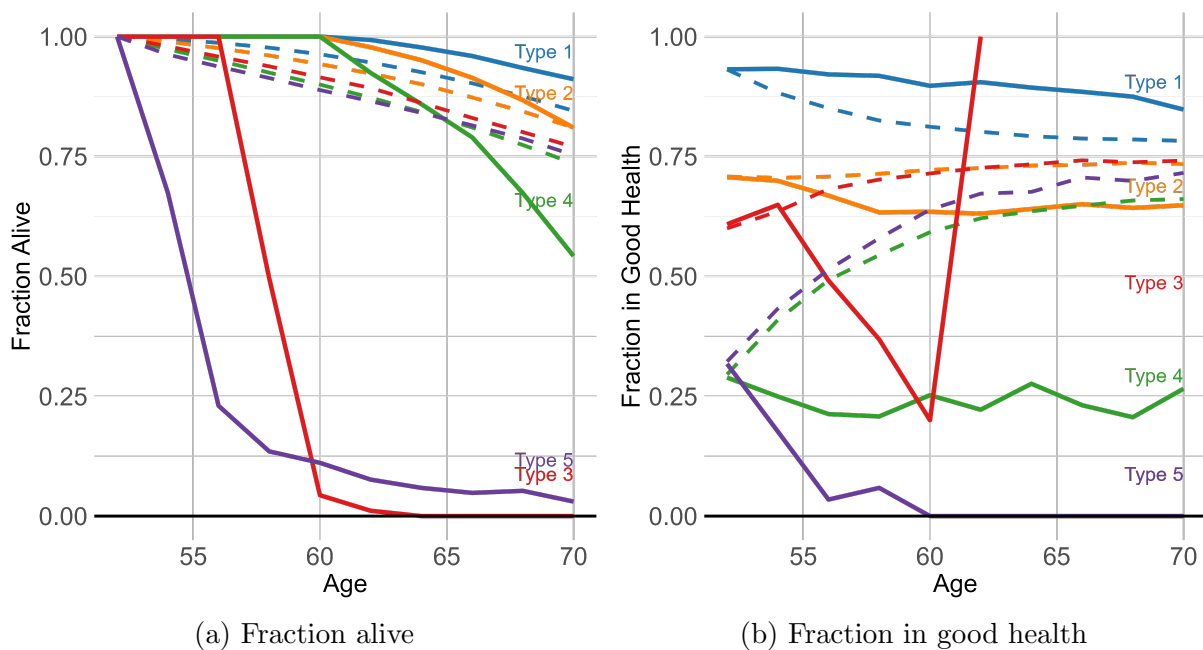 Fraction Alive
1.00
0.75
0.50
0.25
0.00
Type 1
Type 2
Type 4
Type 5
Type 3
55 60 65 70
Age
(a) Fraction alive
Fraction in Good Health
1.00
0.75
0.50
0.25
0.00
Type 1
Type 2
Type 3
Type 4
Type 5
55 60 65 70
Age
(b) Fraction in good health